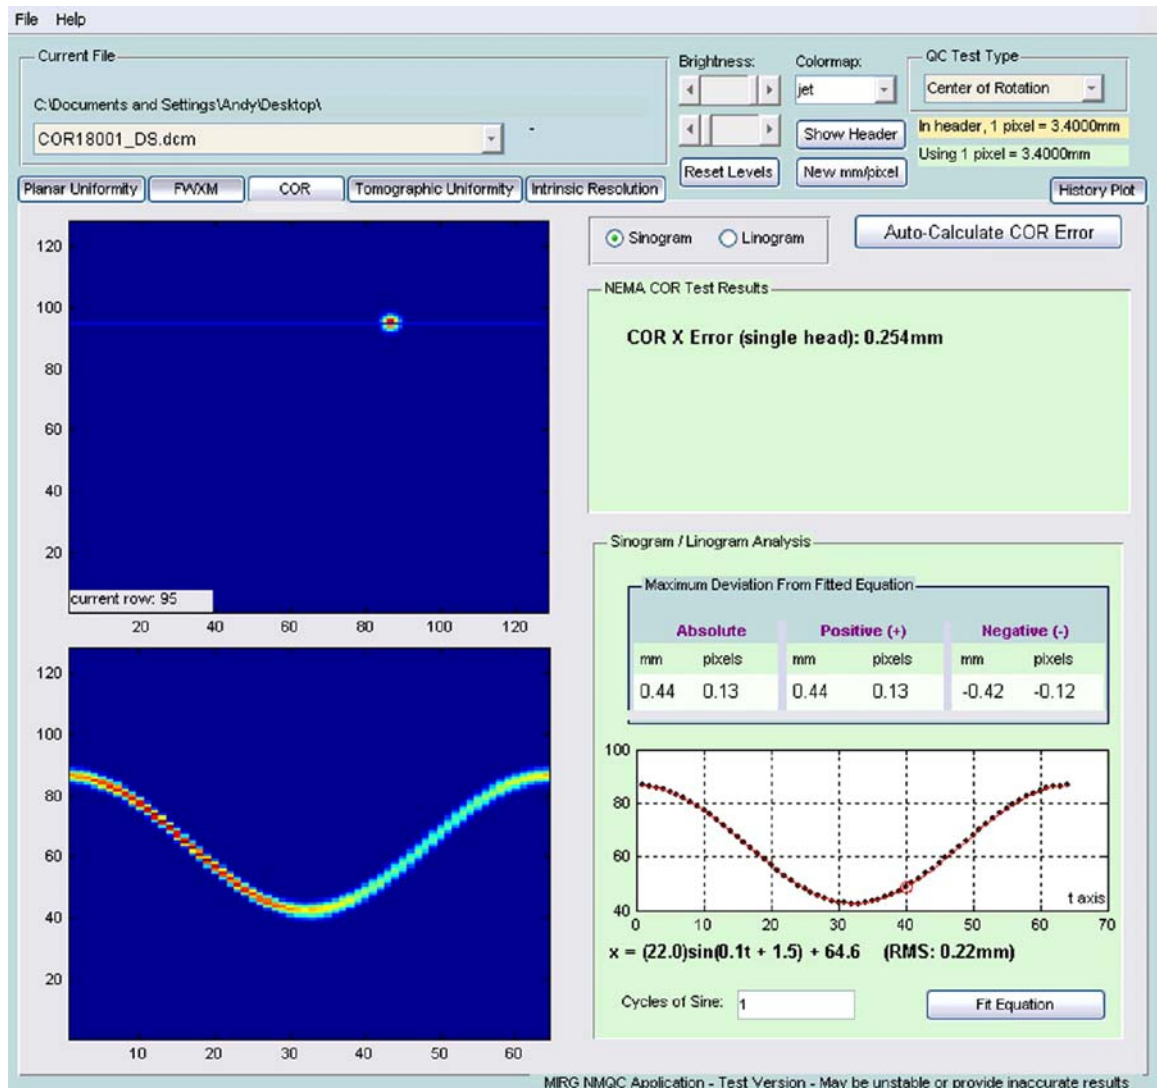 File Help
Current File
C:\Documents and Settings\Andy\Desktop\
COR18001_DS.dcm
-
Brightness:
Reset Levels
Colormap:
jet
Show Header
New mm/pixel
QC Test Type
Center of Rotation
In header, 1 pixel = 3.4000mm
Using 1 pixel = 3.4000mm
Planar Uniformity FWXM COR Tomographic Uniformity Intrinsic Resolution
History Plot
120
100
80
60
40
20
current row: 95
20 40 60 80 100 120
120
100
80
60
40
20
10 20 30 40 50 60
Sinogram Linogram
Auto-Calculate COR Error
NEMA COR Test Results
COR X Error (single head): 0.254mm
Sinogram / Linogram Analysis
Maximum Deviation From Fitted Equation
Absolute Positive (+) Negative (-)
mm pixels mm pixels mm pixels
0.44 0.13 0.44 0.13 -0.42 -0.12
100
80
60
40
t axis
0 10 20 30 40 50 60 70
x = (22.0)sin(0.1t + 1.5) + 64.6 (RMS: 0.22mm)
Cycles of Sine: 1
Fit Equation
MIRG NMQC Application - Test Version - May be unstable or provide inaccurate results